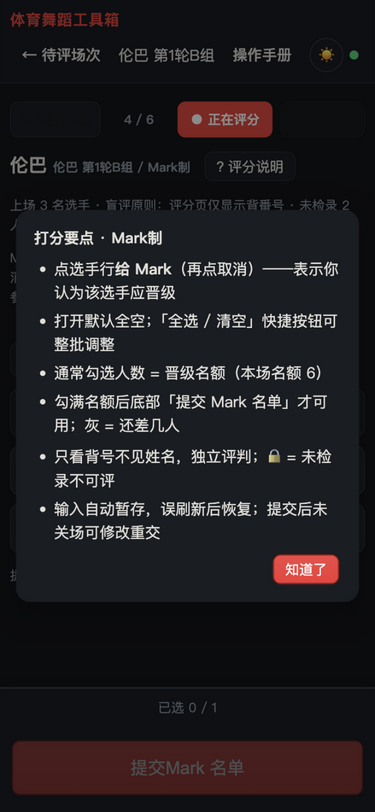 体育舞蹈工具箱
← 待评场次 伦巴 第1轮B组 操作手册
4 / 6 正在评分
伦巴 伦巴 第1轮B组 / Mark制 ? 评分说明
上场 3 名选手 · 盲评原则：评分页仅显示背番号 · 未检录 2
打分要点 · Mark制
• 点选手行给 Mark（再点取消）——表示你
认为该选手应晋级
• 打开默认全空；「全选 / 清空」快捷按钮可
整批调整
• 通常勾选人数 = 晋级名额（本场名额 6）
• 勾满名额后底部「提交 Mark 名单」才可
用；灰 = 还差几人
• 只看背号不见姓名，独立评判；🔒 = 未检
录不可评
• 输入自动暂存，误刷新后恢复；提交后未
关场可修改重交
知道了
已选 0 / 1
提交Mark 名单